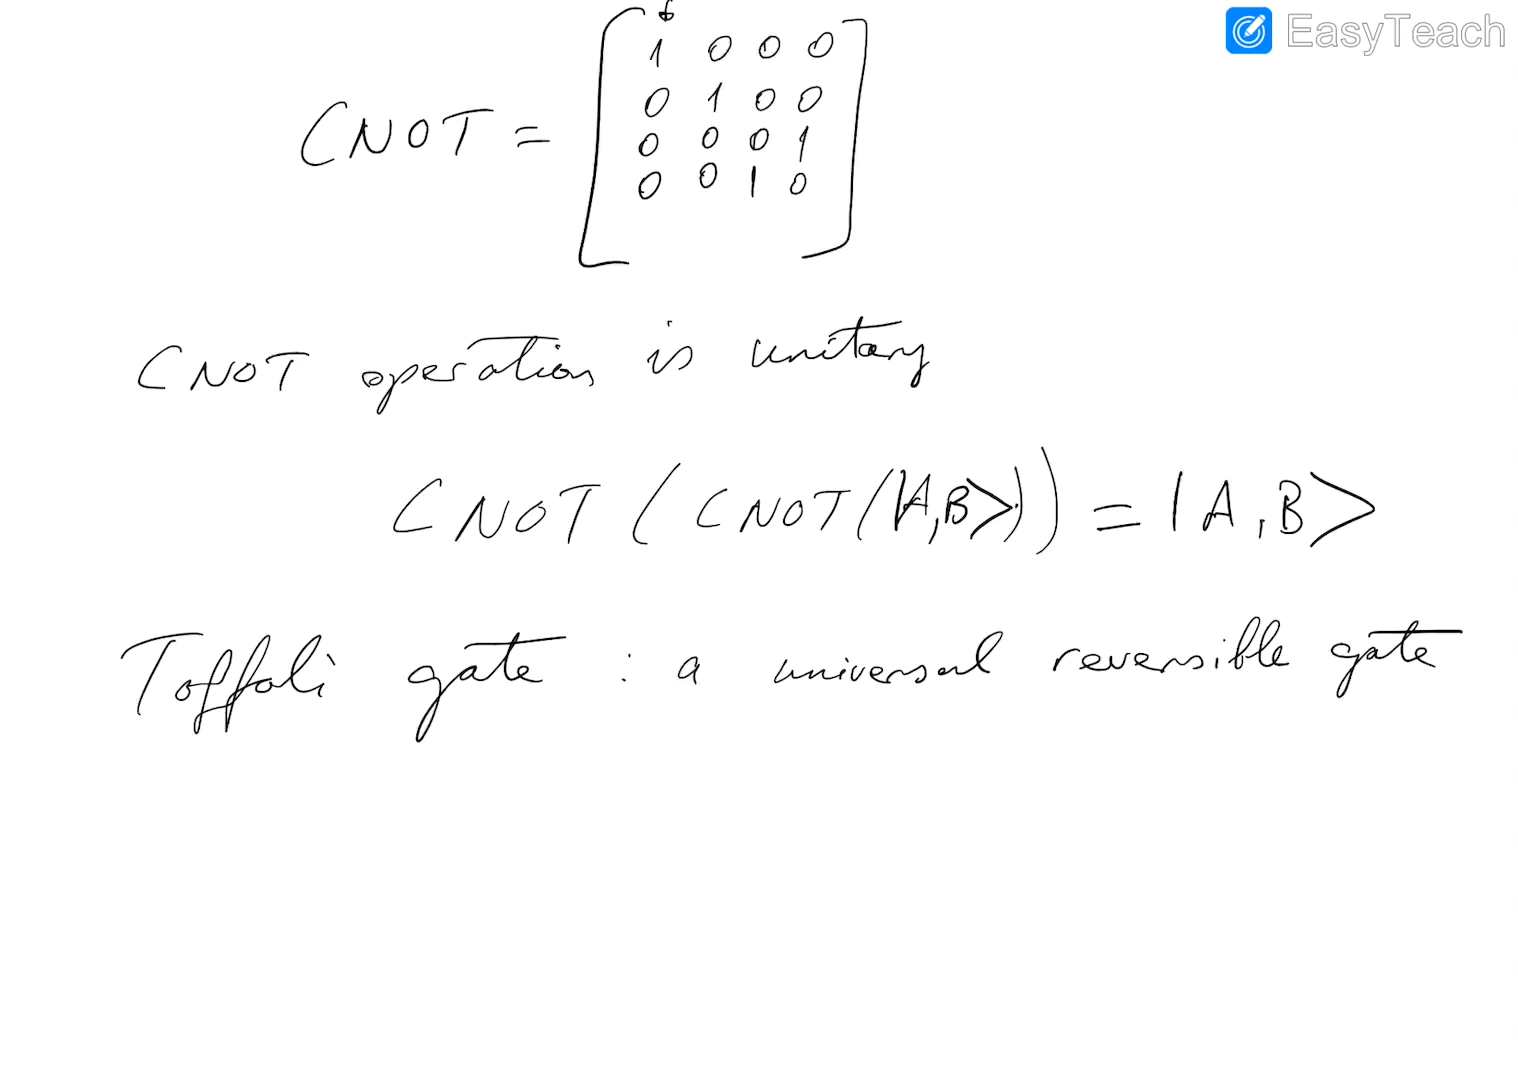 EasyTeach
CNOT = [
1 0 0 0
0 1 0 0
0 0 0 1
0 0 1 0
]
CNOT operation is unitary
CNOT (CNOT(|A,B>)) = |A,B>
Toffoli gate : a universal reversible gate